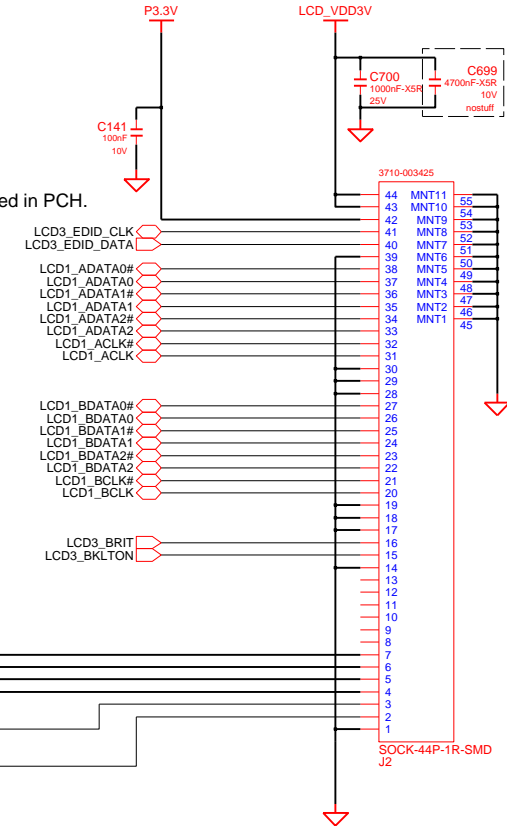 P3.3V
LCD_VDD3V
C700
1000nF-X5R
25V
C699
4700nF-X5R
10V
nostuff
C141
100nF
10V
3710-003425
ed in PCH.
44 MNT11 55
43 MNT10 54
42 MNT9 53
LCD3_EDID_CLK 41 MNT8 52
LCD3_EDID_DATA 40 MNT7 51
39 MNT6 50
LCD1_ADATA0# 38 MNT5 49
LCD1_ADATA0 37 MNT4 48
LCD1_ADATA1# 36 MNT3 47
LCD1_ADATA1 35 MNT2 46
LCD1_ADATA2# 34 MNT1 45
LCD1_ADATA2 33
LCD1_ACLK# 32
LCD1_ACLK 31
30
29
28
LCD1_BDATA0# 27
LCD1_BDATA0 26
LCD1_BDATA1# 25
LCD1_BDATA1 24
LCD1_BDATA2# 23
LCD1_BDATA2 22
LCD1_BCLK# 21
LCD1_BCLK 20
19
18
17
LCD3_BRIT 16
LCD3_BKLTON 15
14
13
12
11
10
9
8
7
6
5
4
3
2
1
SOCK-44P-1R-SMD
J2